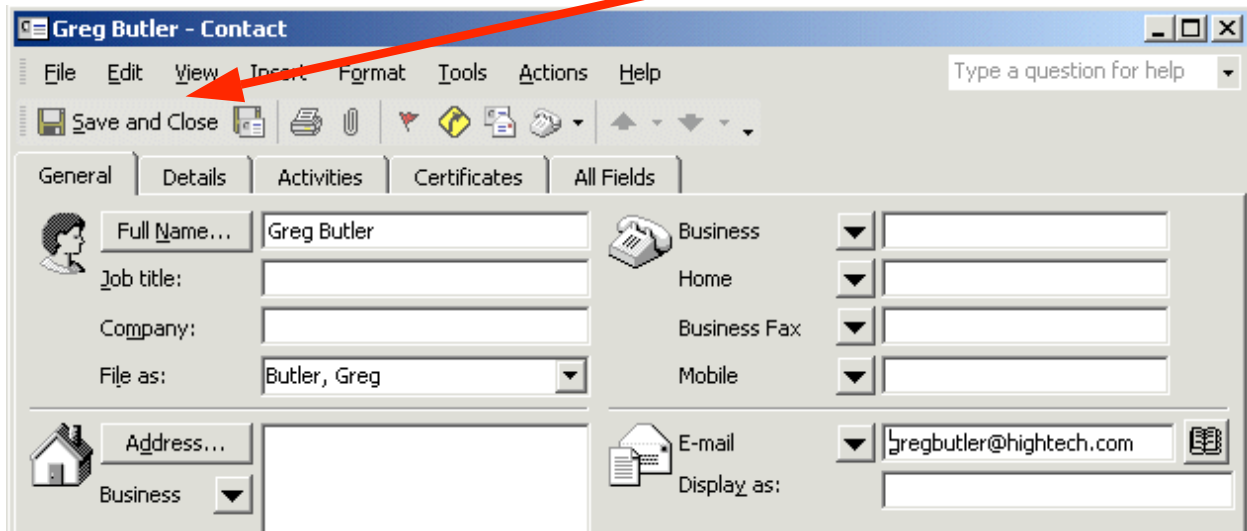 Greg Butler - Contact
File Edit View Insert Format Tools Actions Help Type a question for help
Save and Close
General Details Activities Certificates All Fields
Full Name... Greg Butler Business
Job title: Home
Company: Business Fax
File as: Butler, Greg Mobile
Address... E-mail gregbutler@hightech.com
Business Display as: